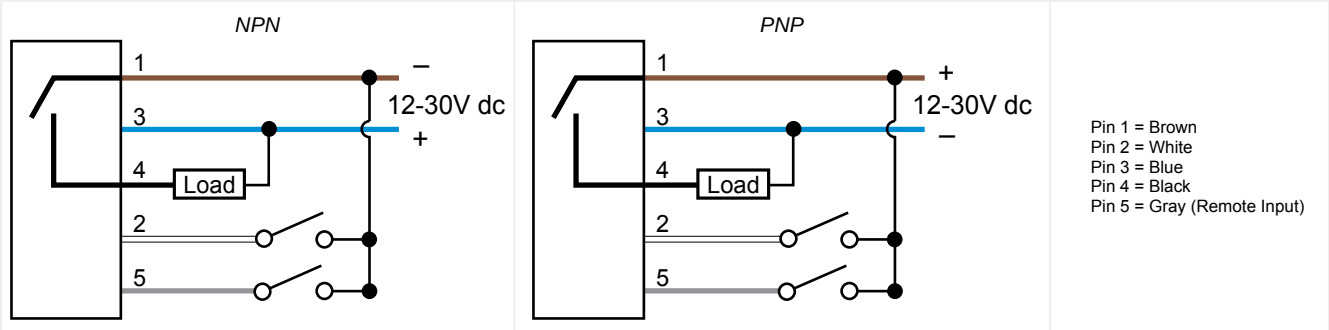 NPN
1
–
12-30V dc
3
+
4
Load
2
5
PNP
1
+
12-30V dc
3
–
4
Load
2
5
Pin 1 = Brown
Pin 2 = White
Pin 3 = Blue
Pin 4 = Black
Pin 5 = Gray (Remote Input)